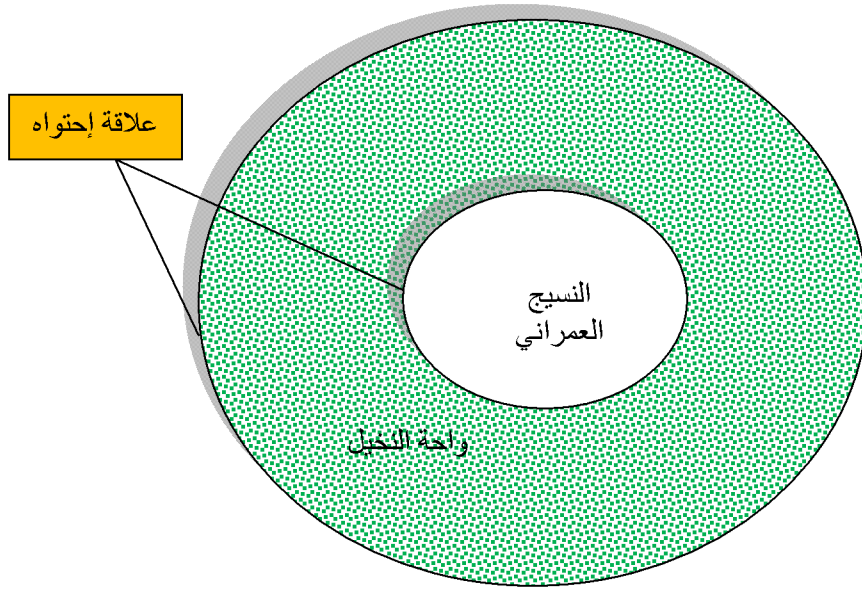 علاقة إحتواه
النسيج
العمراني
واحة النخيل